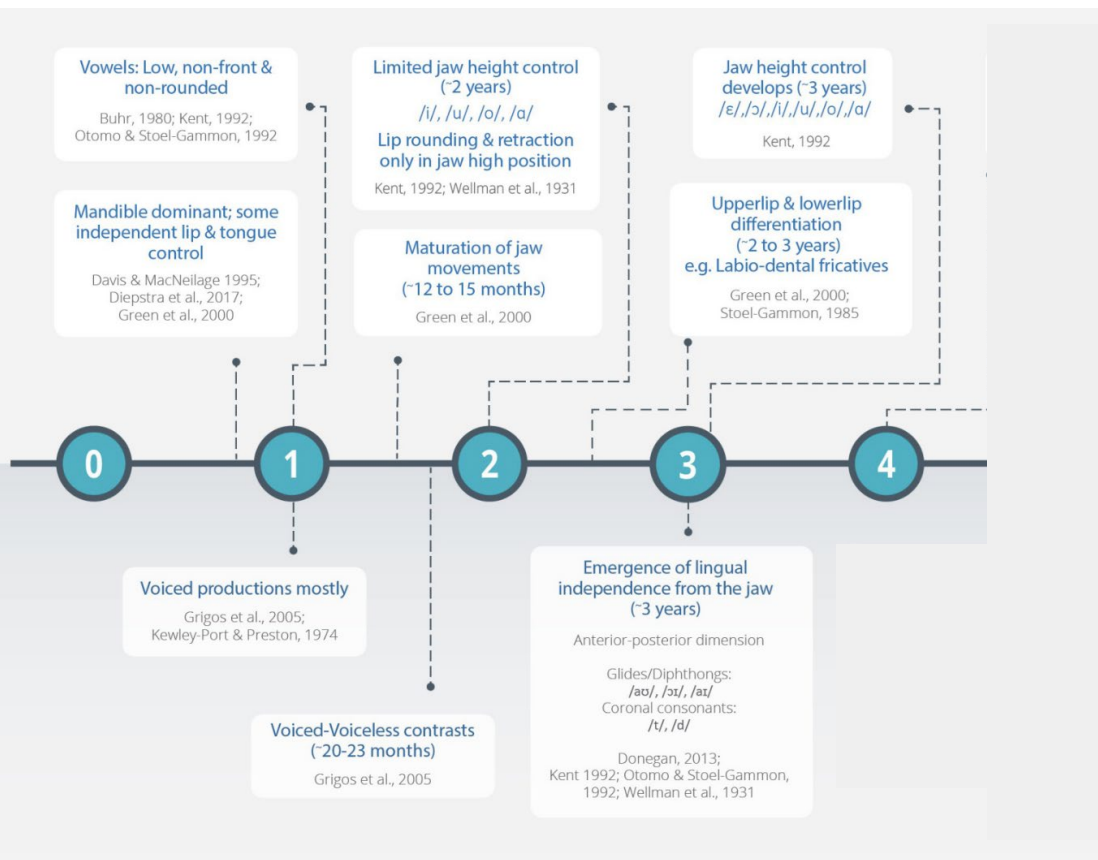 Vowels: Low, non-front &
non-rounded
Buhr, 1980; Kent, 1992;
Otomo & Stoel-Gammon, 1992
Mandible dominant; some
independent lip & tongue
control
Davis & MacNeilage 1995;
Diepstra et al., 2017;
Green et al., 2000
Limited jaw height control
(~2 years)
/i/, /u/, /o/, /ɑ/
Lip rounding & retraction
only in jaw high position
Kent, 1992; Wellman et al., 1931
Maturation of jaw
movements
(~12 to 15 months)
Green et al., 2000
Jaw height control
develops (~3 years)
/ɛ/,/ɔ/,/i/,/u/,/o/,/ɑ/
Kent, 1992
Upperlip & lowerlip
differentiation
(~2 to 3 years)
e.g. Labio-dental fricatives
Green et al., 2000;
Stoel-Gammon, 1985
0
1
2
3
4
Voiced productions mostly
Grigos et al., 2005;
Kewley-Port & Preston, 1974
Voiced-Voiceless contrasts
(~20-23 months)
Grigos et al., 2005
Emergence of lingual
independence from the jaw
(~3 years)
Anterior-posterior dimension
Glides/Diphthongs:
/aʊ/, /ɔɪ/, /aɪ/
Coronal consonants:
/t/, /d/
Donegan, 2013;
Kent 1992; Otomo & Stoel-Gammon,
1992; Wellman et al., 1931